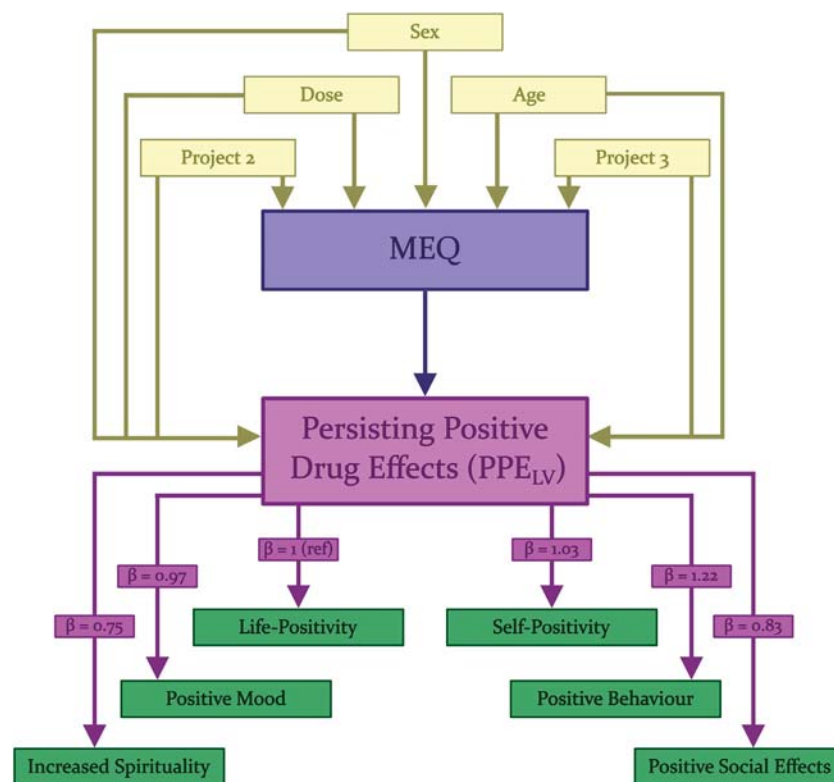 Sex
Dose
Age
Project 2
Project 3
MEQ
Persisting Positive
Drug Effects (PPE_LV)
β = 1 (ref)
β = 1.03
β = 0.97
β = 1.22
β = 0.75
β = 0.83
Life-Positivity
Self-Positivity
Positive Mood
Positive Behaviour
Increased Spirituality
Positive Social Effects